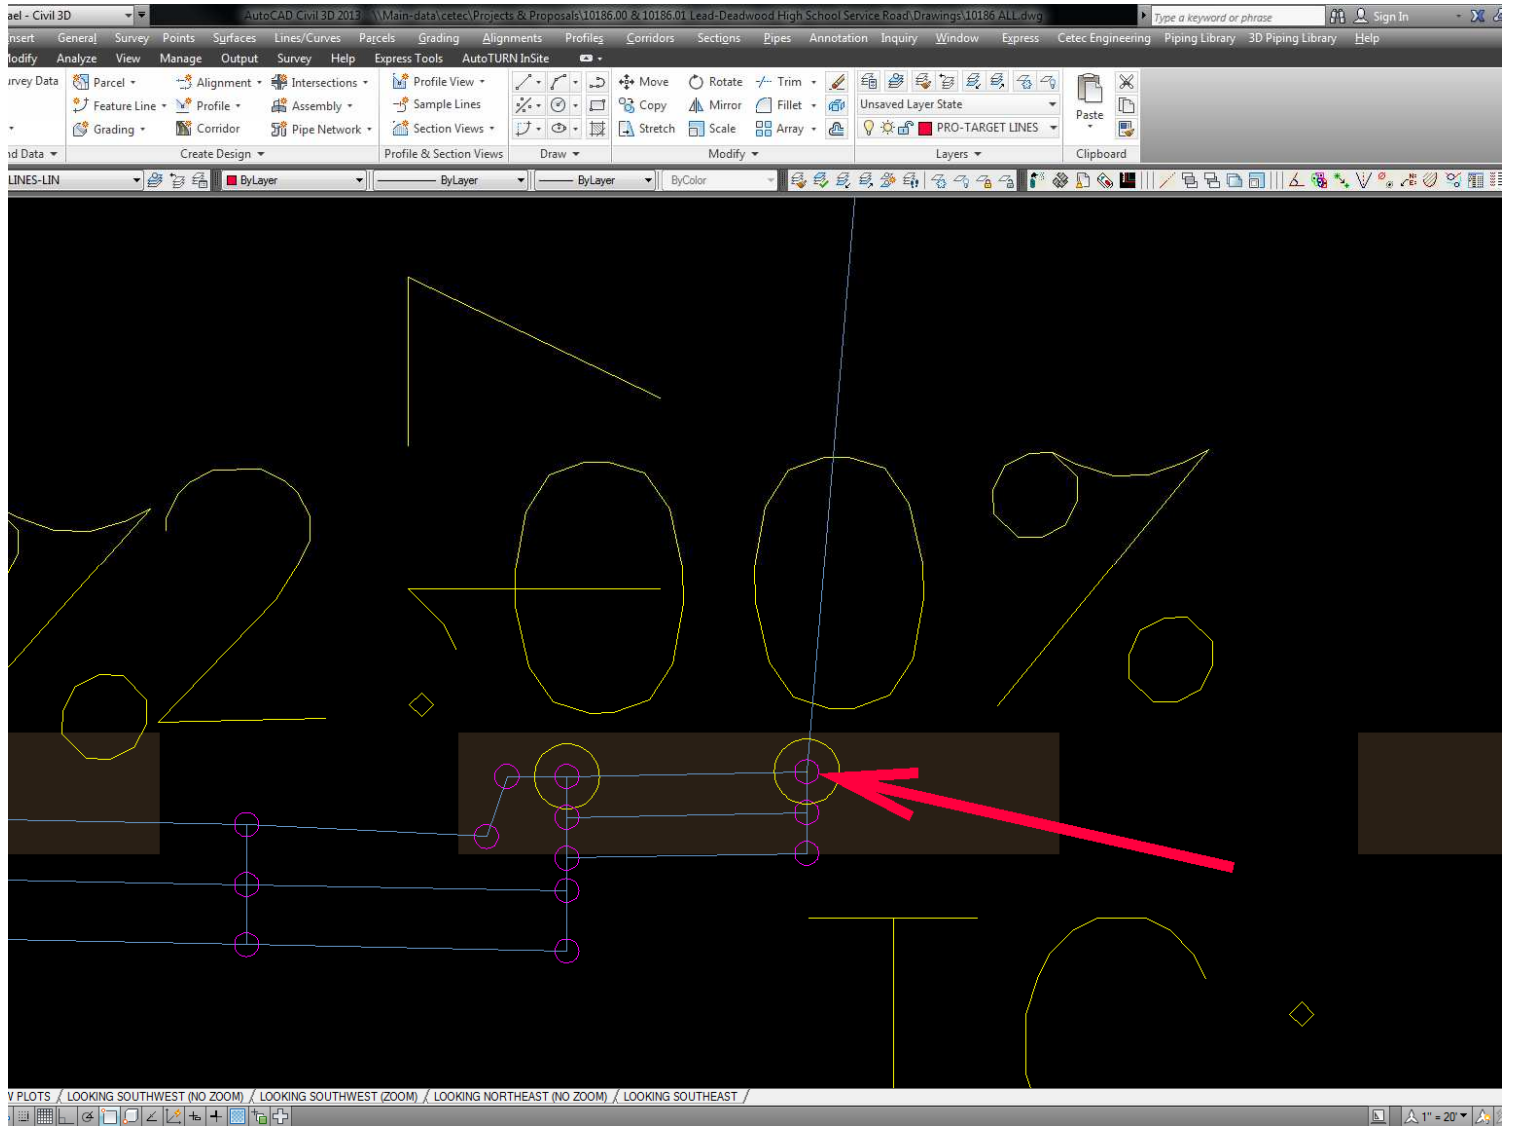 ael - Civil 3D AutoCAD Civil 3D 2013 \\Main-data\cetec\Projects & Proposals\10186.00 & 10186.01 Lead-Deadwood High School Service Road\Drawings\10186 ALL.dwg Type a keyword or phrase Sign In
nsert General Survey Points Surfaces Lines/Curves Parcels Grading Alignments Profiles Corridors Sections Pipes Annotation Inquiry Window Express Cetec Engineering Piping Library 3D Piping Library Help
lodify Analyze View Manage Output Survey Help Express Tools AutoTURN InSite
urvey Data Parcel Alignment Intersections Profile View Move Rotate Trim
Feature Line Profile Assembly Sample Lines Copy Mirror Fillet Unsaved Layer State
Grading Corridor Pipe Network Section Views Stretch Scale Array PRO-TARGET LINES Paste
nd Data Create Design Profile & Section Views Draw Modify Layers Clipboard
LINES-LIN ByLayer ByLayer ByLayer ByColor
2.00%
TC
V PLOTS / LOOKING SOUTHWEST (NO ZOOM) / LOOKING SOUTHWEST (ZOOM) / LOOKING NORTHEAST (NO ZOOM) / LOOKING SOUTHEAST /
1" = 20'